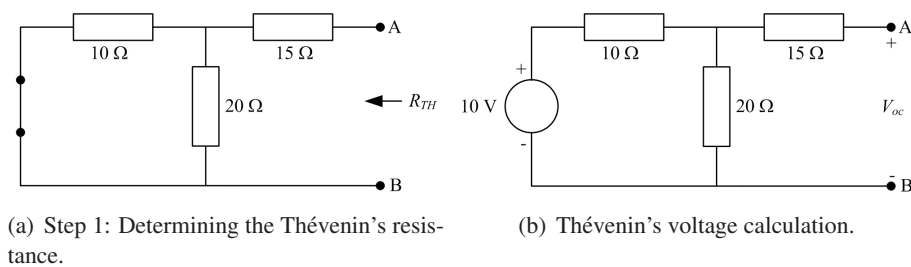 A
10 Ω
15 Ω
20 Ω
R_TH
B
(a) Step 1: Determining the Thévenin's resis-
tance.
A
+
10 Ω
15 Ω
+
10 V
20 Ω
V_oc
-
-
B
(b) Thévenin's voltage calculation.